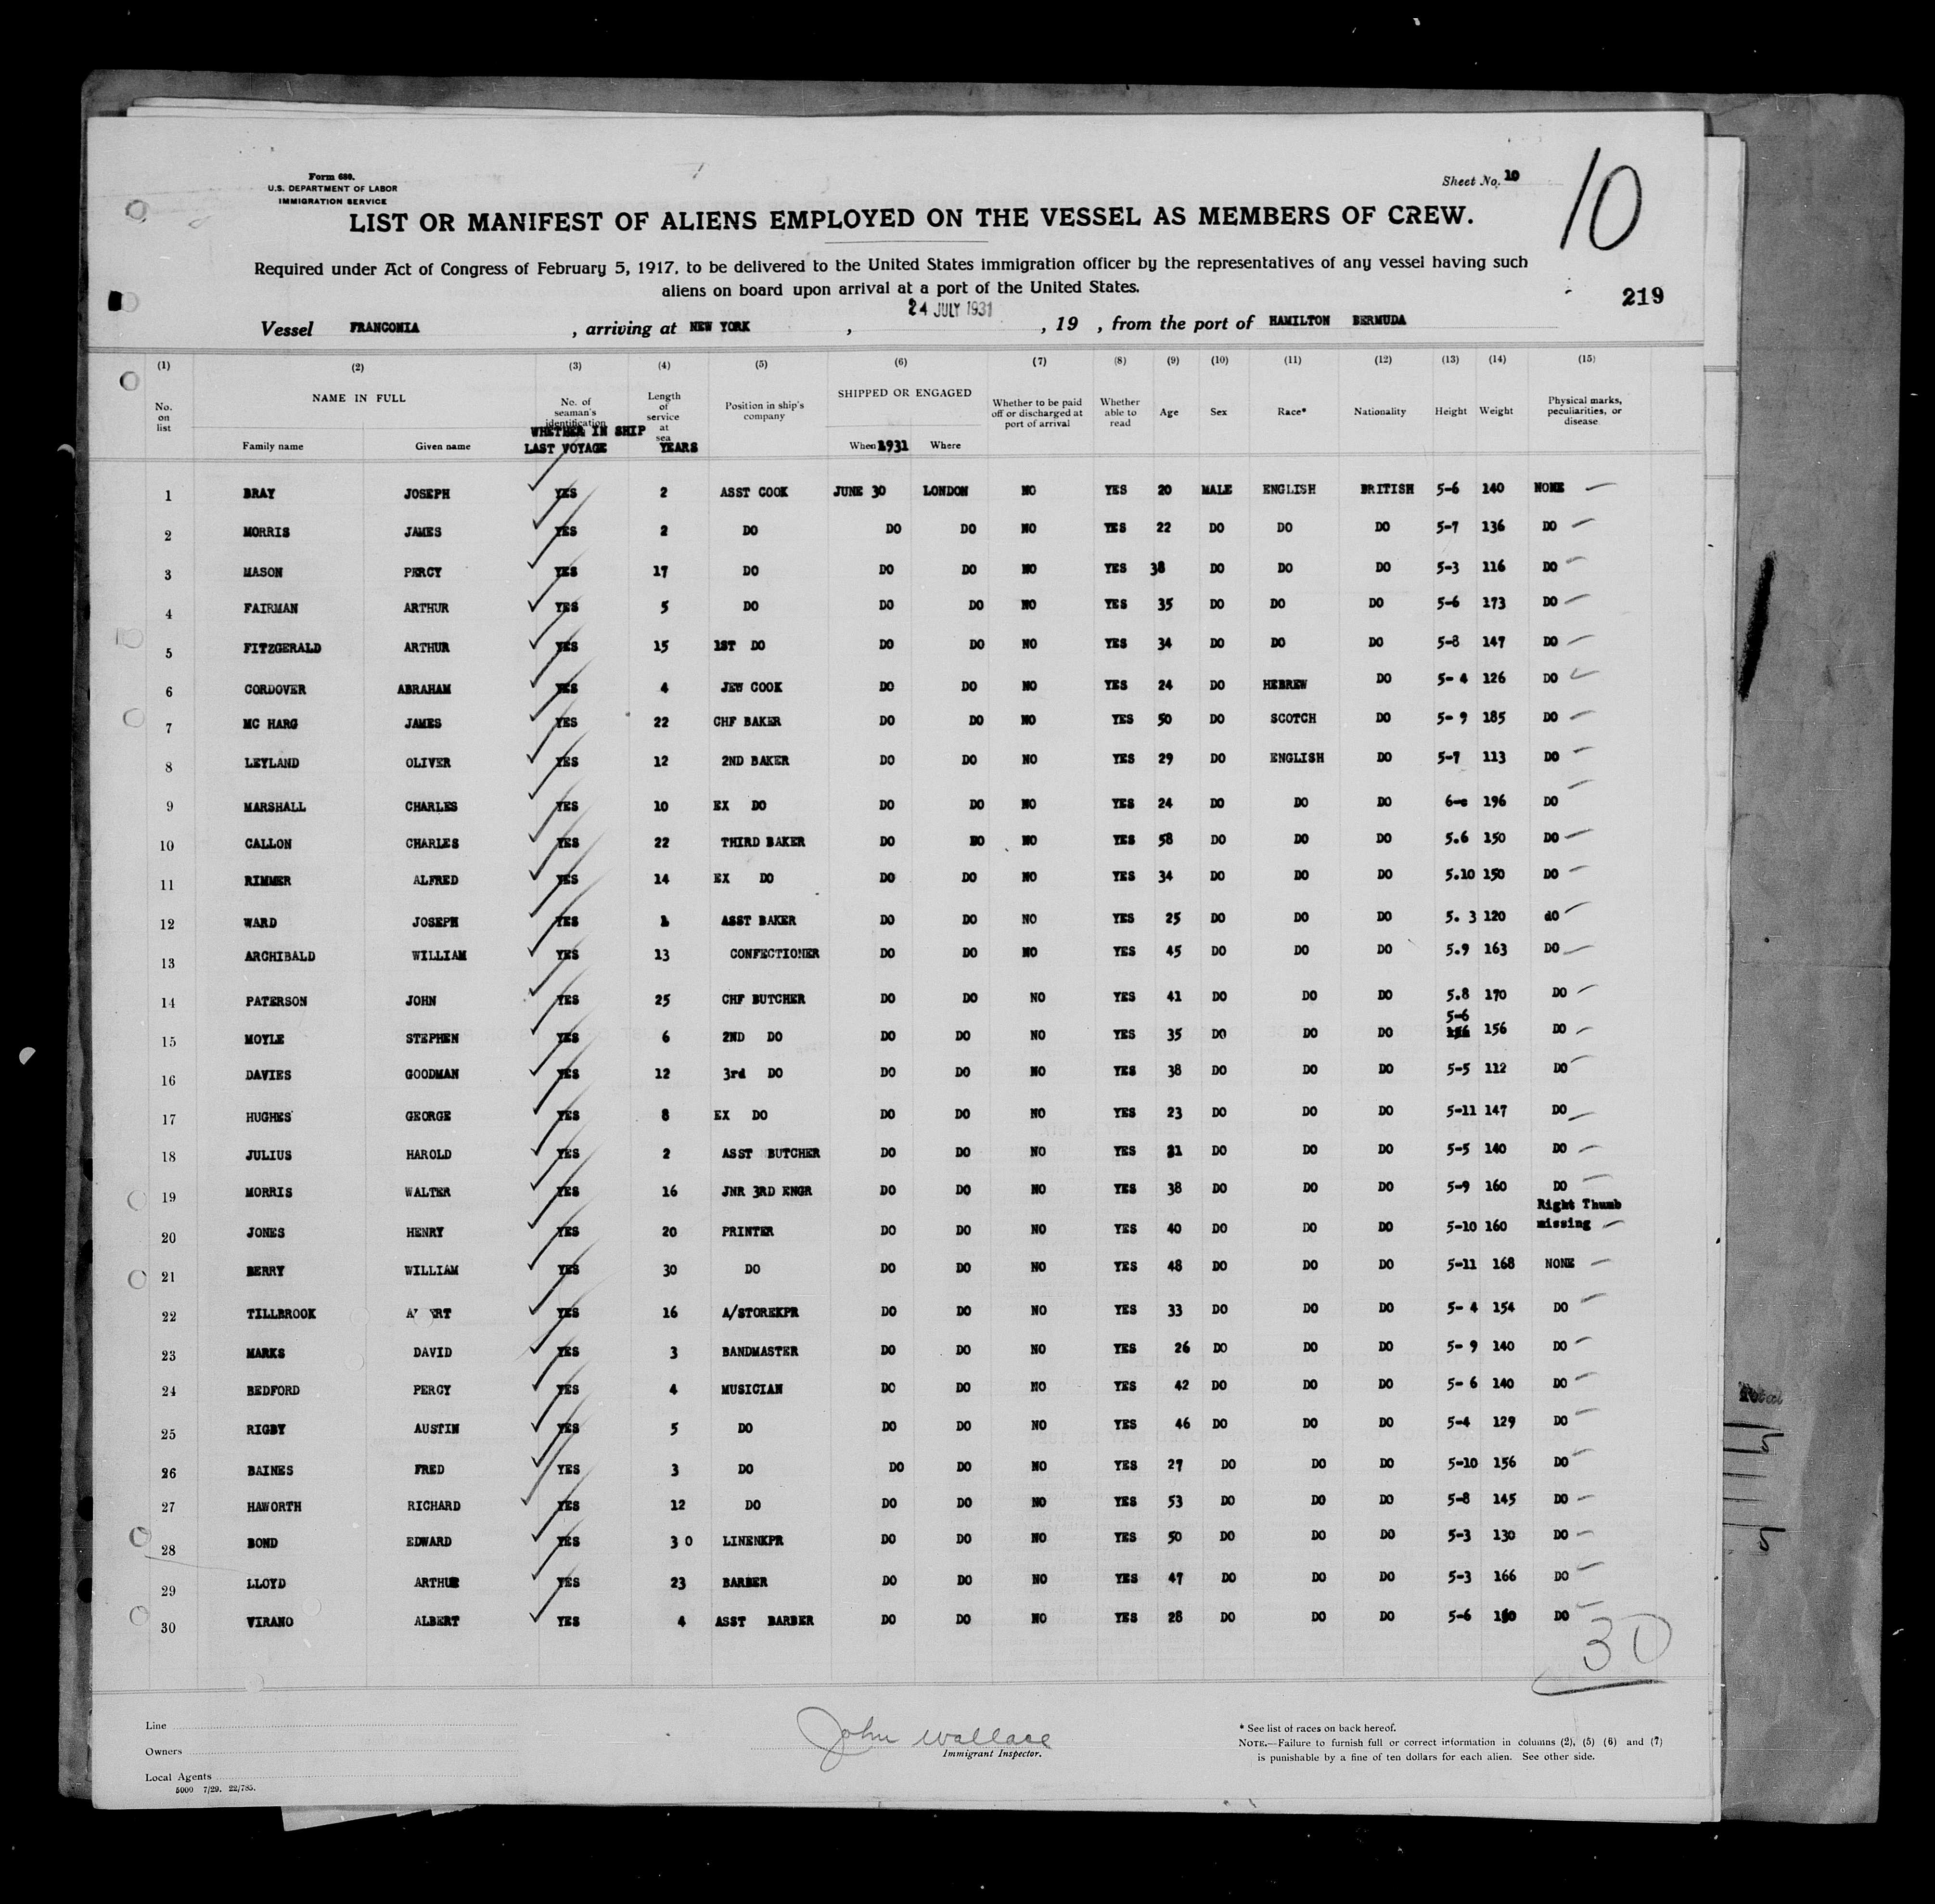 Form 680.
U.S. DEPARTMENT OF LABOR
IMMIGRATION SERVICE
Sheet No. 10
10
LIST OR MANIFEST OF ALIENS EMPLOYED ON THE VESSEL AS MEMBERS OF CREW.
Required under Act of Congress of February 5, 1917, to be delivered to the United States immigration officer by the representatives of any vessel having such
aliens on board upon arrival at a port of the United States.
219
24 JULY 1931
Vessel FRANCONIA , arriving at NEW YORK , , 19 , from the port of HAMILTON BERMUDA
(1) (2) (3) (4) (5) (6) (7) (8) (9) (10) (11) (12) (13) (14) (15)
No. on list NAME IN FULL Family name Given name No. of seaman's identification WHETHER IN SHIP LAST VOYAGE Length of service at sea YEARS Position in ship's company SHIPPED OR ENGAGED When 1931 Where Whether to be paid off or discharged at port of arrival Whether able to read Age Sex Race* Nationality Height Weight Physical marks, peculiarities, or disease
1 BRAY JOSEPH YES 2 ASST COOK JUNE 30 LONDON NO YES 20 MALE ENGLISH BRITISH 5-6 140 NONE
2 MORRIS JAMES YES 2 DO DO DO NO YES 22 DO DO DO 5-7 136 DO
3 MASON PERCY YES 17 DO DO DO NO YES 38 DO DO DO 5-3 116 DO
4 FAIRMAN ARTHUR YES 5 DO DO DO NO YES 35 DO DO DO 5-6 173 DO
5 FITZGERALD ARTHUR YES 15 1ST DO DO DO NO YES 34 DO DO DO 5-8 147 DO
6 CORDOVER ABRAHAM YES 4 JEW COOK DO DO NO YES 24 DO HEBREW DO 5-4 126 DO
7 MC HARG JAMES YES 22 CHF BAKER DO DO NO YES 50 DO SCOTCH DO 5-9 185 DO
8 LEYLAND OLIVER YES 12 2ND BAKER DO DO NO YES 29 DO ENGLISH DO 5-7 113 DO
9 MARSHALL CHARLES YES 10 EX DO DO DO NO YES 24 DO DO DO 6- 196 DO
10 CALLON CHARLES YES 22 THIRD BAKER DO DO NO YES 58 DO DO DO 5.6 150 DO
11 RIMMER ALFRED YES 14 EX DO DO DO NO YES 34 DO DO DO 5.10 150 DO
12 WARD JOSEPH YES ASST BAKER DO DO NO YES 25 DO DO DO 5.3 120 dO
13 ARCHIBALD WILLIAM YES 13 CONFECTIONER DO DO NO YES 45 DO DO DO 5.9 163 DO
14 PATERSON JOHN YES 25 CHF BUTCHER DO DO NO YES 41 DO DO DO 5.8 170 DO
15 MOYLE STEPHEN YES 6 2ND DO DO DO NO YES 35 DO DO DO 5-6 156 DO
16 DAVIES GOODMAN YES 12 3rd DO DO DO NO YES 38 DO DO DO 5-5 112 DO
17 HUGHES GEORGE YES 8 EX DO DO DO NO YES 23 DO DO DO 5-11 147 DO
18 JULIUS HAROLD YES 2 ASST BUTCHER DO DO NO YES 21 DO DO DO 5-5 140 DO
19 MORRIS WALTER YES 16 JNR 3RD ENGR DO DO NO YES 38 DO DO DO 5-9 160 DO
20 JONES HENRY YES 20 PRINTER DO DO NO YES 40 DO DO DO 5-10 160 Right Thumb missing
21 BERRY WILLIAM YES 30 DO DO DO NO YES 48 DO DO DO 5-11 168 NONE
22 TILLBROOK YES 16 A/STOREKPR DO DO NO YES 33 DO DO DO 5-4 154 DO
23 MARKS DAVID YES 3 BANDMASTER DO DO NO YES 26 DO DO DO 5-9 140 DO
24 BEDFORD PERCY YES 4 MUSICIAN DO DO NO YES 42 DO DO DO 5-6 140 DO
25 RIGBY AUSTIN YES 5 DO DO DO NO YES 46 DO DO DO 5-4 129 DO
26 BAINES FRED YES 3 DO DO DO NO YES 27 DO DO DO 5-10 156 DO
27 HAWORTH RICHARD YES 12 DO DO DO NO YES 53 DO DO DO 5-8 145 DO
28 BOND EDWARD YES 30 LINENKPR DO DO NO YES 50 DO DO DO 5-3 130 DO
29 LLOYD ARTHUR YES 23 BARBER DO DO NO YES 47 DO DO DO 5-3 166 DO
30 VIRANO ALBERT YES 4 ASST BARBER DO DO NO YES 28 DO DO DO 5-6 DO
30
Line
Owners
Local Agents
5000 7/29. 22/785.
John Wallace
Immigrant Inspector.
* See list of races on back hereof.
NOTE.—Failure to furnish full or correct information in columns (2), (5) (6) and (7)
is punishable by a fine of ten dollars for each alien. See other side.
Total